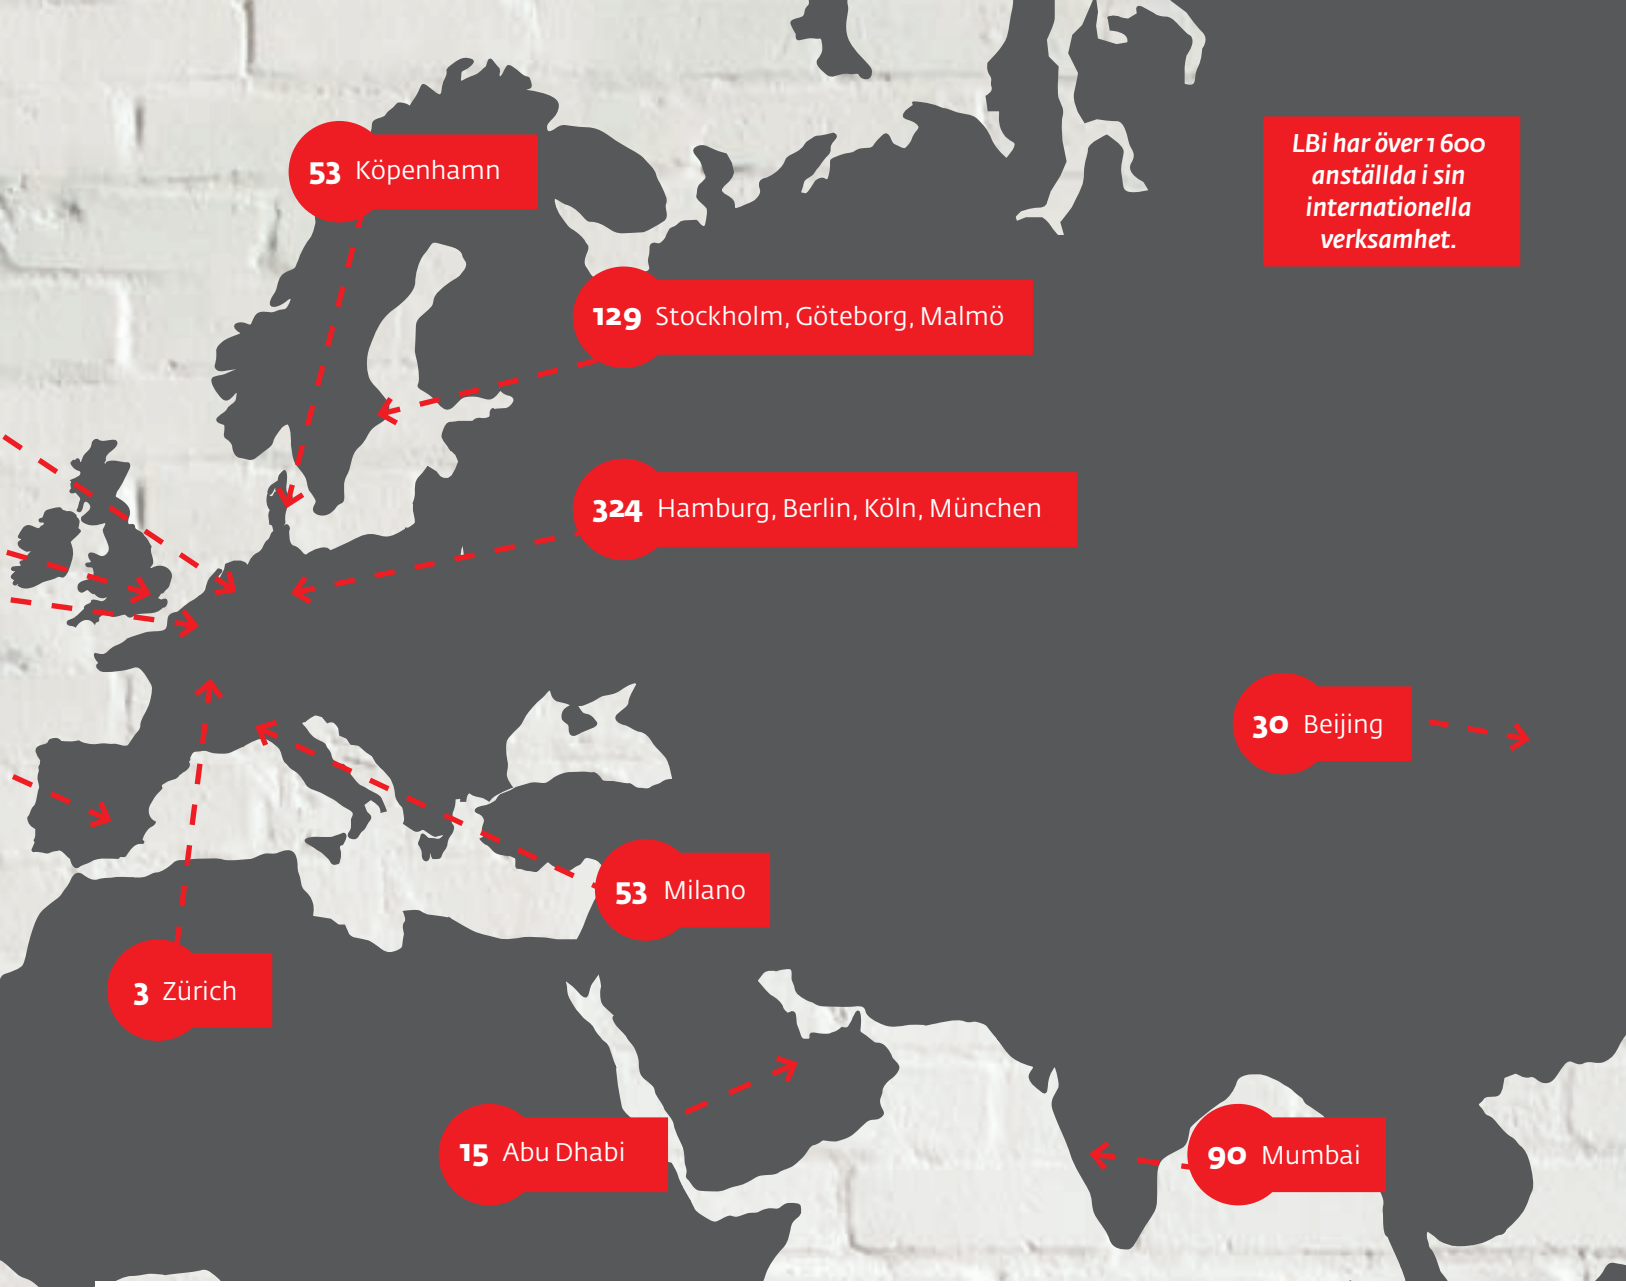 53 Köpenhamn
LBi har över 1 600
anställda i sin
internationella
verksamhet.
129 Stockholm, Göteborg, Malmö
324 Hamburg, Berlin, Köln, München
30 Beijing
53 Milano
3 Zürich
15 Abu Dhabi
90 Mumbai